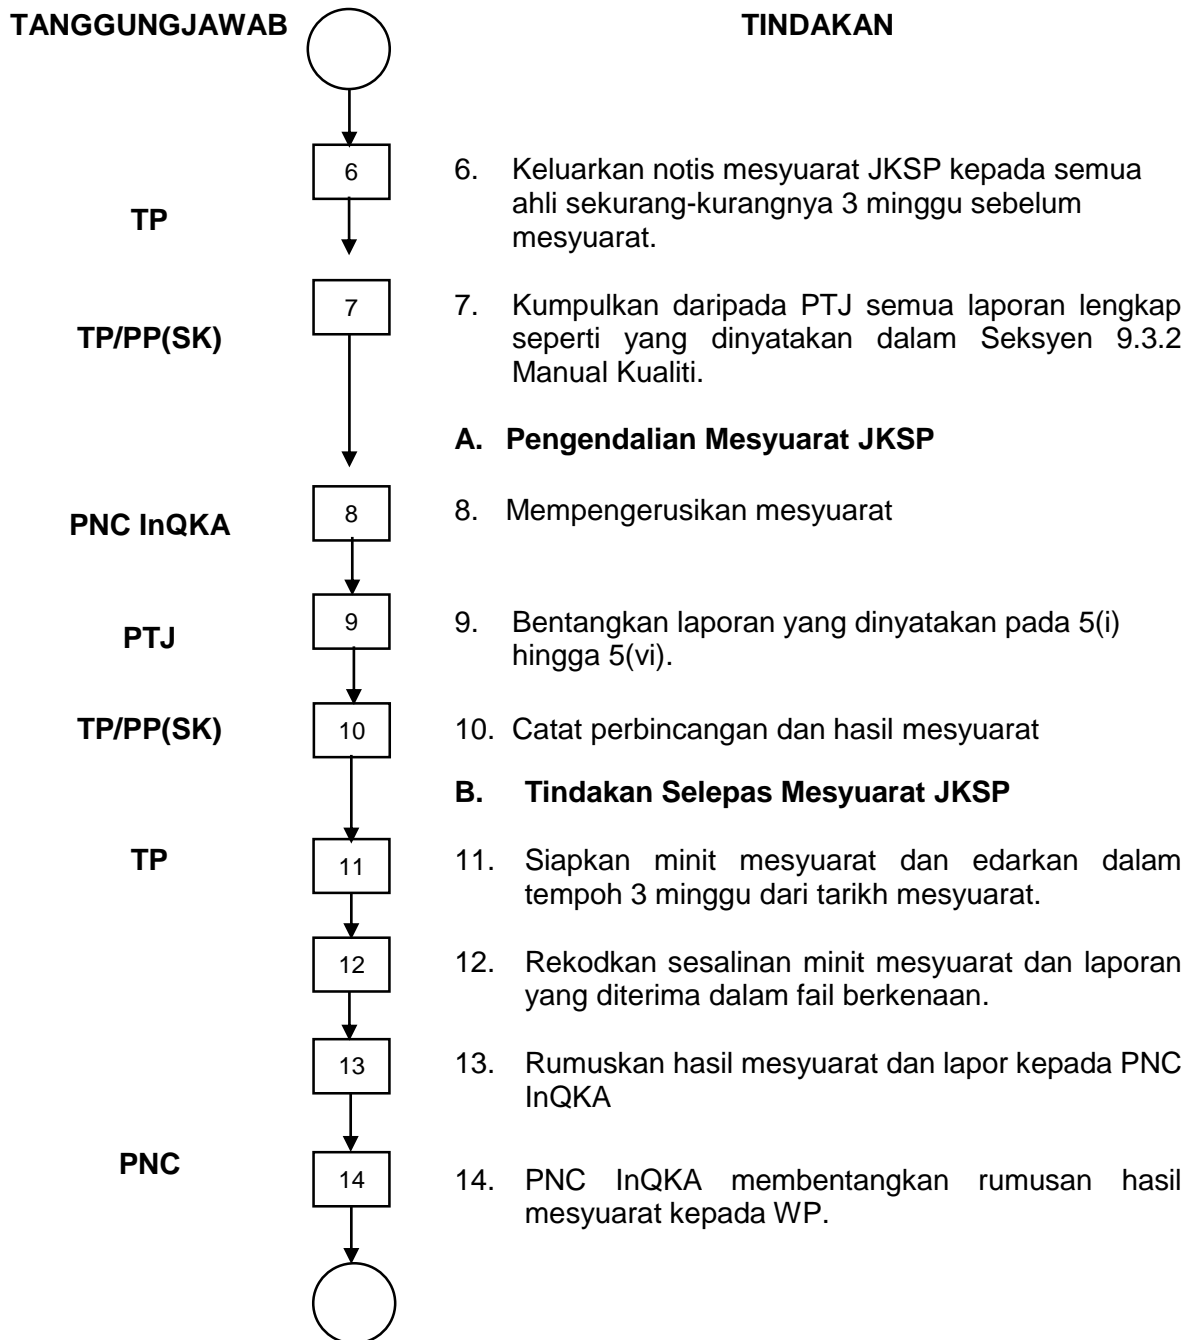 TANGGUNGJAWAB TINDAKAN
6 6. Keluarkan notis mesyuarat JKSP kepada semua
ahli sekurang-kurangnya 3 minggu sebelum
TP
mesyuarat.
7 7. Kumpulkan daripada PTJ semua laporan lengkap
TP/PP(SK) seperti yang dinyatakan dalam Seksyen 9.3.2
Manual Kualiti.
A. Pengendalian Mesyuarat JKSP
PNC InQKA 8 8. Mempengerusikan mesyuarat
PTJ 9 9. Bentangkan laporan yang dinyatakan pada 5(i)
hingga 5(vi).
TP/PP(SK) 10 10. Catat perbincangan dan hasil mesyuarat
B. Tindakan Selepas Mesyuarat JKSP
TP 11 11. Siapkan minit mesyuarat dan edarkan dalam
tempoh 3 minggu dari tarikh mesyuarat.
12 12. Rekodkan sesalinan minit mesyuarat dan laporan
yang diterima dalam fail berkenaan.
13 13. Rumuskan hasil mesyuarat dan lapor kepada PNC
InQKA
PNC 14 14. PNC InQKA membentangkan rumusan hasil
mesyuarat kepada WP.